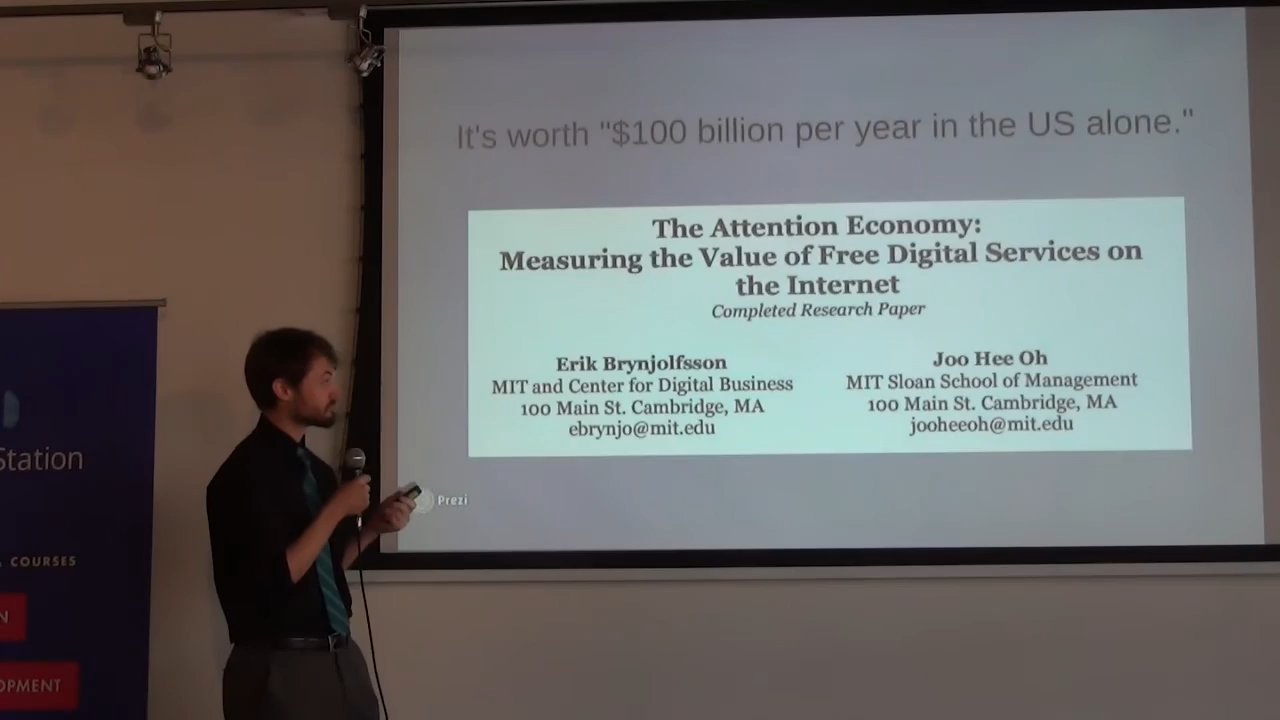 It's worth "$100 billion per year in the US alone."
The Attention Economy:
Measuring the Value of Free Digital Services on
the Internet
Completed Research Paper
Erik Brynjolfsson
MIT and Center for Digital Business
100 Main St. Cambridge, MA
ebrynjo@mit.edu
Joo Hee Oh
MIT Sloan School of Management
100 Main St. Cambridge, MA
jooheeoh@mit.edu
Prezi
Station
COURSES
N
OPMENT